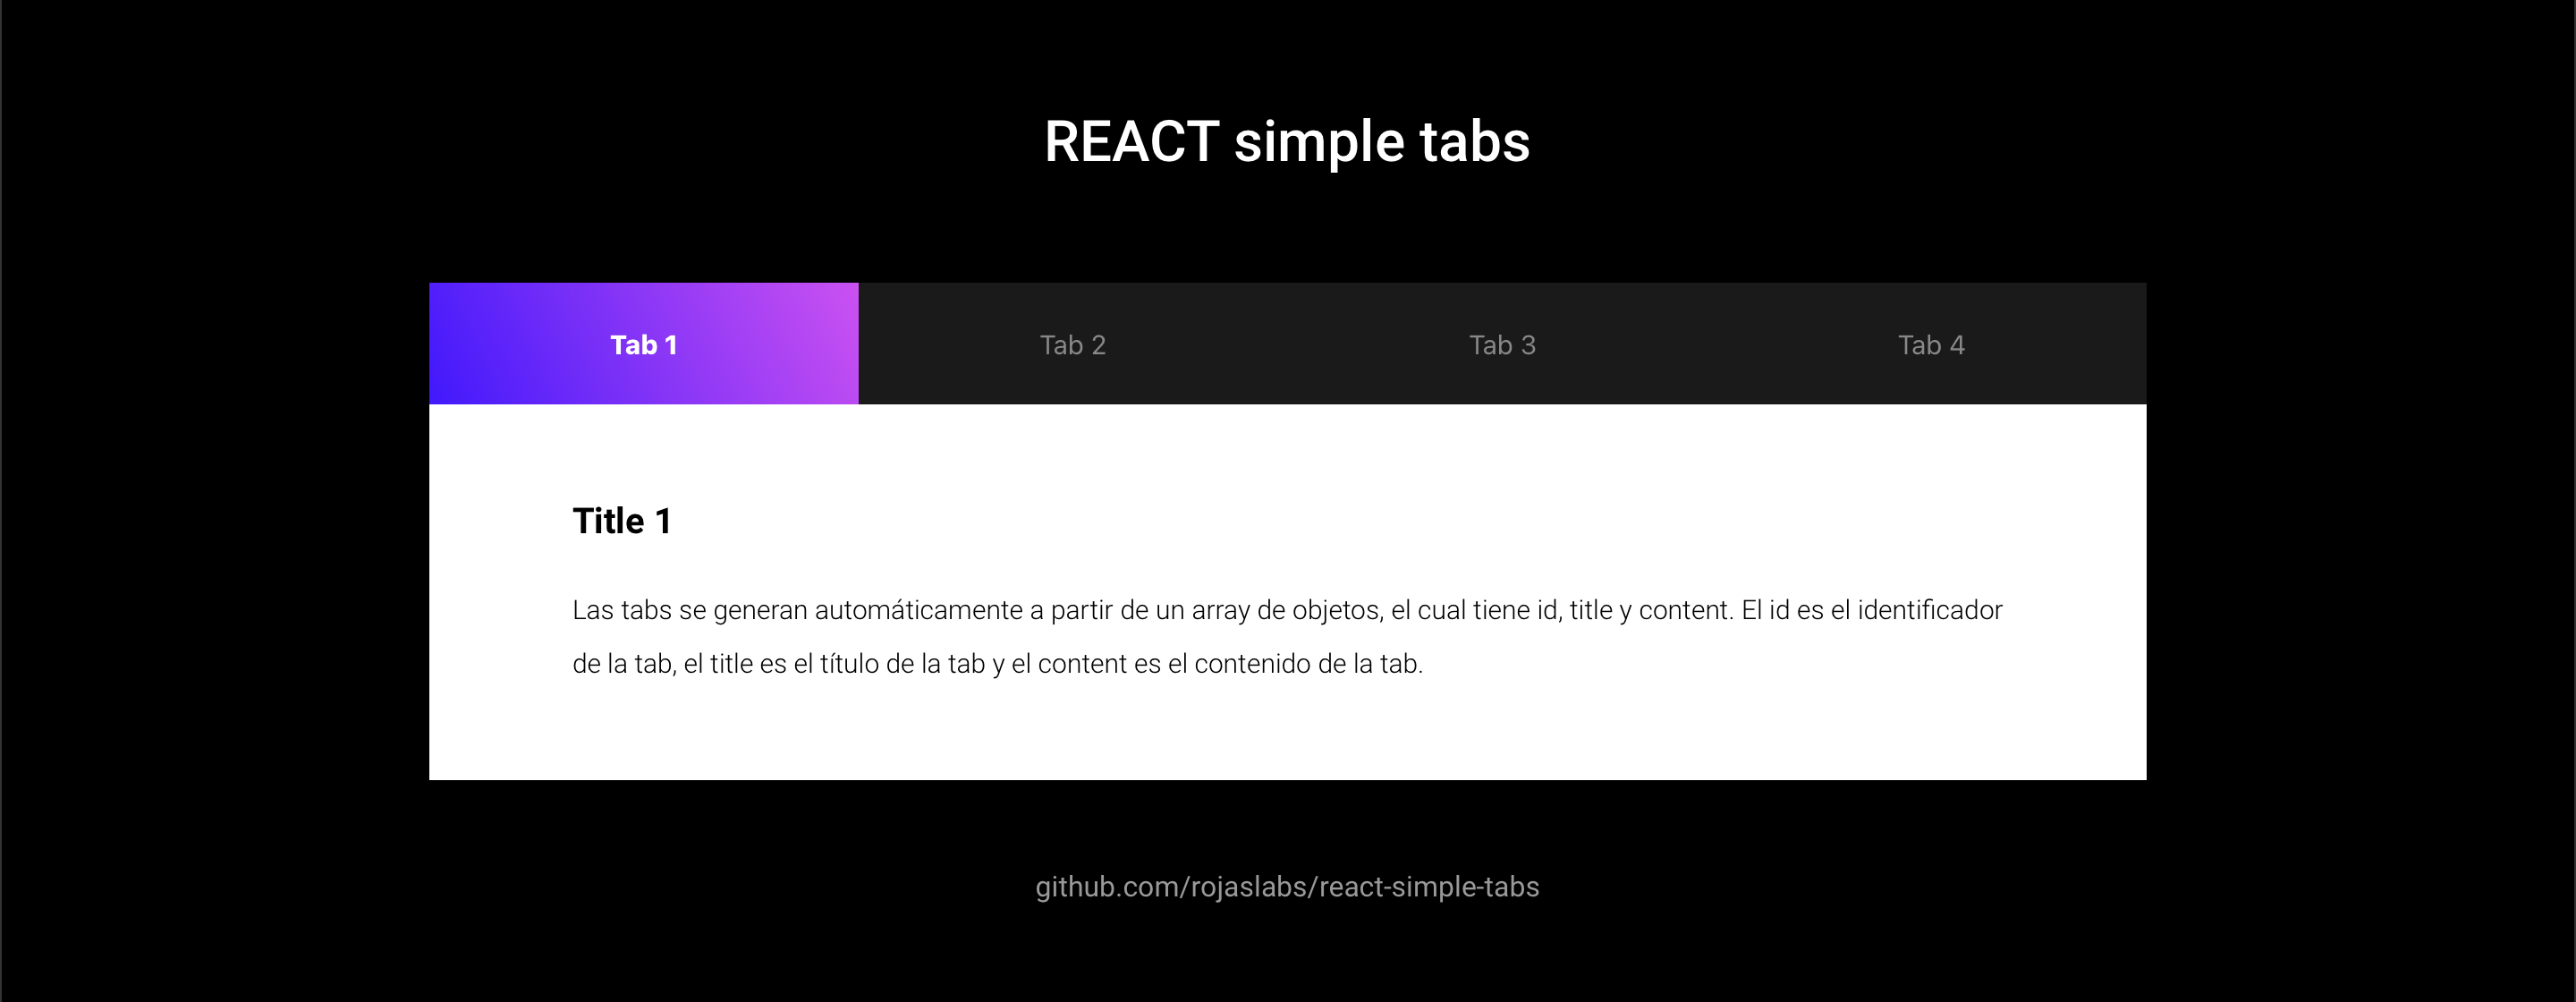 REACT simple tabs
Tab 1 Tab 2 Tab 3 Tab 4
Title 1
Las tabs se generan automáticamente a partir de un array de objetos, el cual tiene id, title y content. El id es el identificador
de la tab, el title es el título de la tab y el content es el contenido de la tab.
github.com/rojaslabs/react-simple-tabs